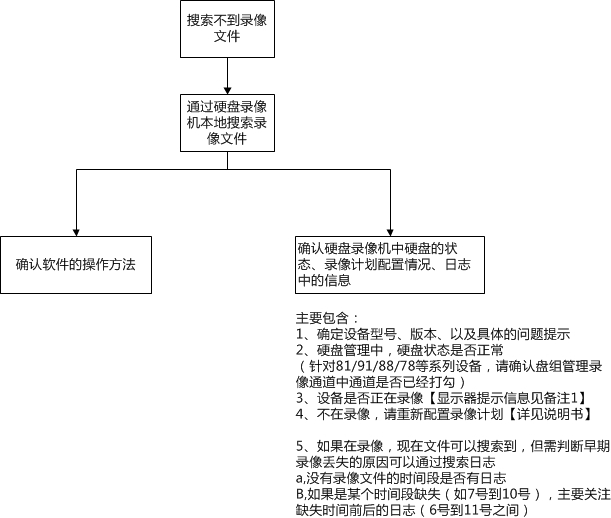 搜索不到录像
文件
通过硬盘录像
机本地搜索录
像文件
确认软件的操作方法
确认硬盘录像机中硬盘的状
态、录像计划配置情况、日志
中的信息
主要包含：
1、确定设备型号、版本、以及具体的问题提示
2、硬盘管理中，硬盘状态是否正常
（针对81/91/88/78等系列设备，请确认盘组管理录
像通道中通道是否已经打勾）
3、设备是否正在录像【显示器提示信息见备注1】
4、不在录像，请重新配置录像计划【详见说明书】
5、如果在录像，现在文件可以搜索到，但需判断早期
录像丢失的原因可以通过搜索日志
a,没有录像文件的时间段是否有日志
B,如果是某个时间段缺失（如7号到10号），主要关注
缺失时间前后的日志（6号到11号之间）